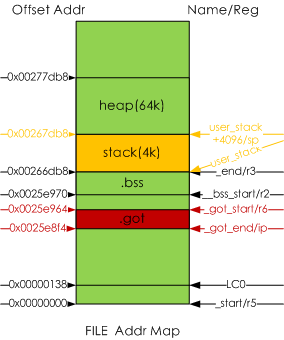 Offset Addr Name/Reg
0x00277db8
heap(64k)
0x00267db8 user_stack
+4096/sp
stack(4k) user_stack
0x00266db8 _end/r3
.bss
0x0025e970 __bss_start/r2
0x0025e964 _got_start/r6
.got
0x0025e8f4 _got_end/ip
0x00000138 LC0
0x00000000 _start/r5
FILE Addr Map